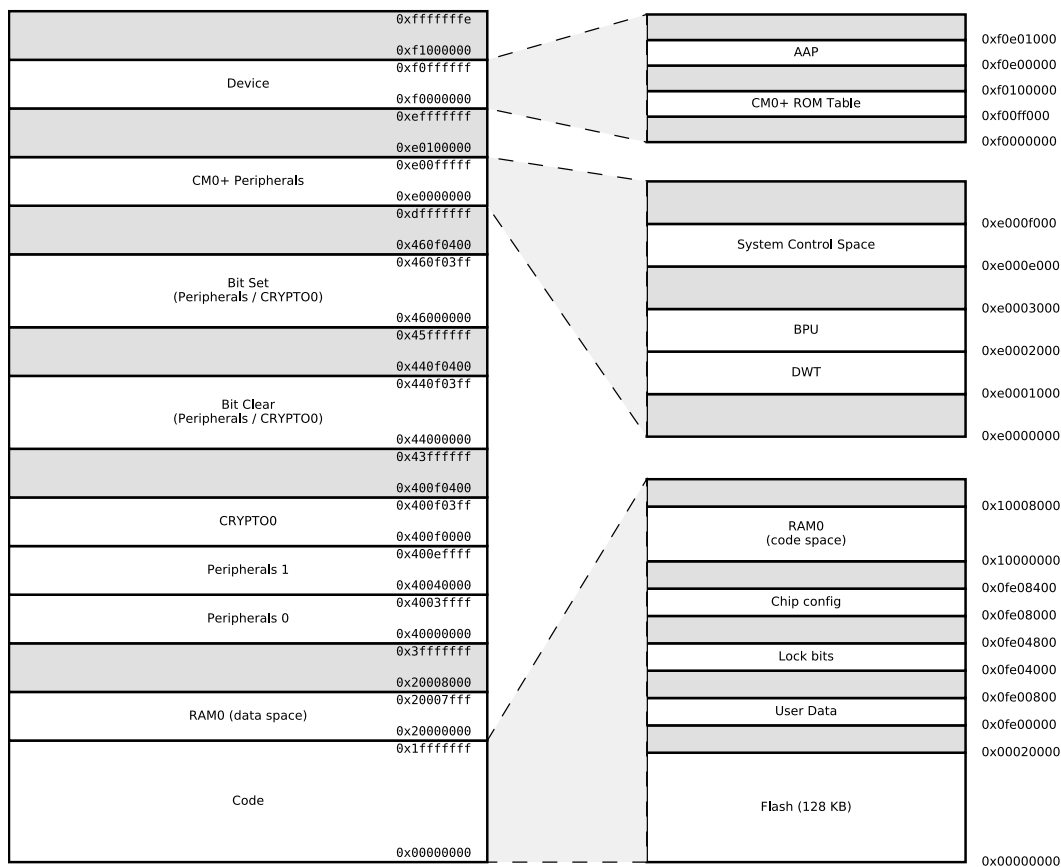 0xfffffffe
0xf1000000
0xf0ffffff
Device
0xf0000000
0xefffffff
0xe0100000
0xe00fffff
CM0+ Peripherals
0xe0000000
0xdfffffff
0x460f0400
0x460f03ff
Bit Set
(Peripherals / CRYPTO0)
0x46000000
0x45ffffff
0x440f0400
0x440f03ff
Bit Clear
(Peripherals / CRYPTO0)
0x44000000
0x43ffffff
0x400f0400
0x400f03ff
CRYPTO0
0x400f0000
0x400effff
Peripherals 1
0x40040000
0x4003ffff
Peripherals 0
0x40000000
0x3fffffff
0x20008000
0x20007fff
RAM0 (data space)
0x20000000
0x1fffffff
Code
0x00000000
0xf0e01000
AAP
0xf0e00000
0xf0100000
CM0+ ROM Table
0xf00ff000
0xf0000000
0xe000f000
System Control Space
0xe000e000
0xe0003000
BPU
0xe0002000
DWT
0xe0001000
0xe0000000
0x10008000
RAM0
(code space)
0x10000000
0x0fe08400
Chip config
0x0fe08000
0x0fe04800
Lock bits
0x0fe04000
0x0fe00800
User Data
0x0fe00000
0x00020000
Flash (128 KB)
0x00000000